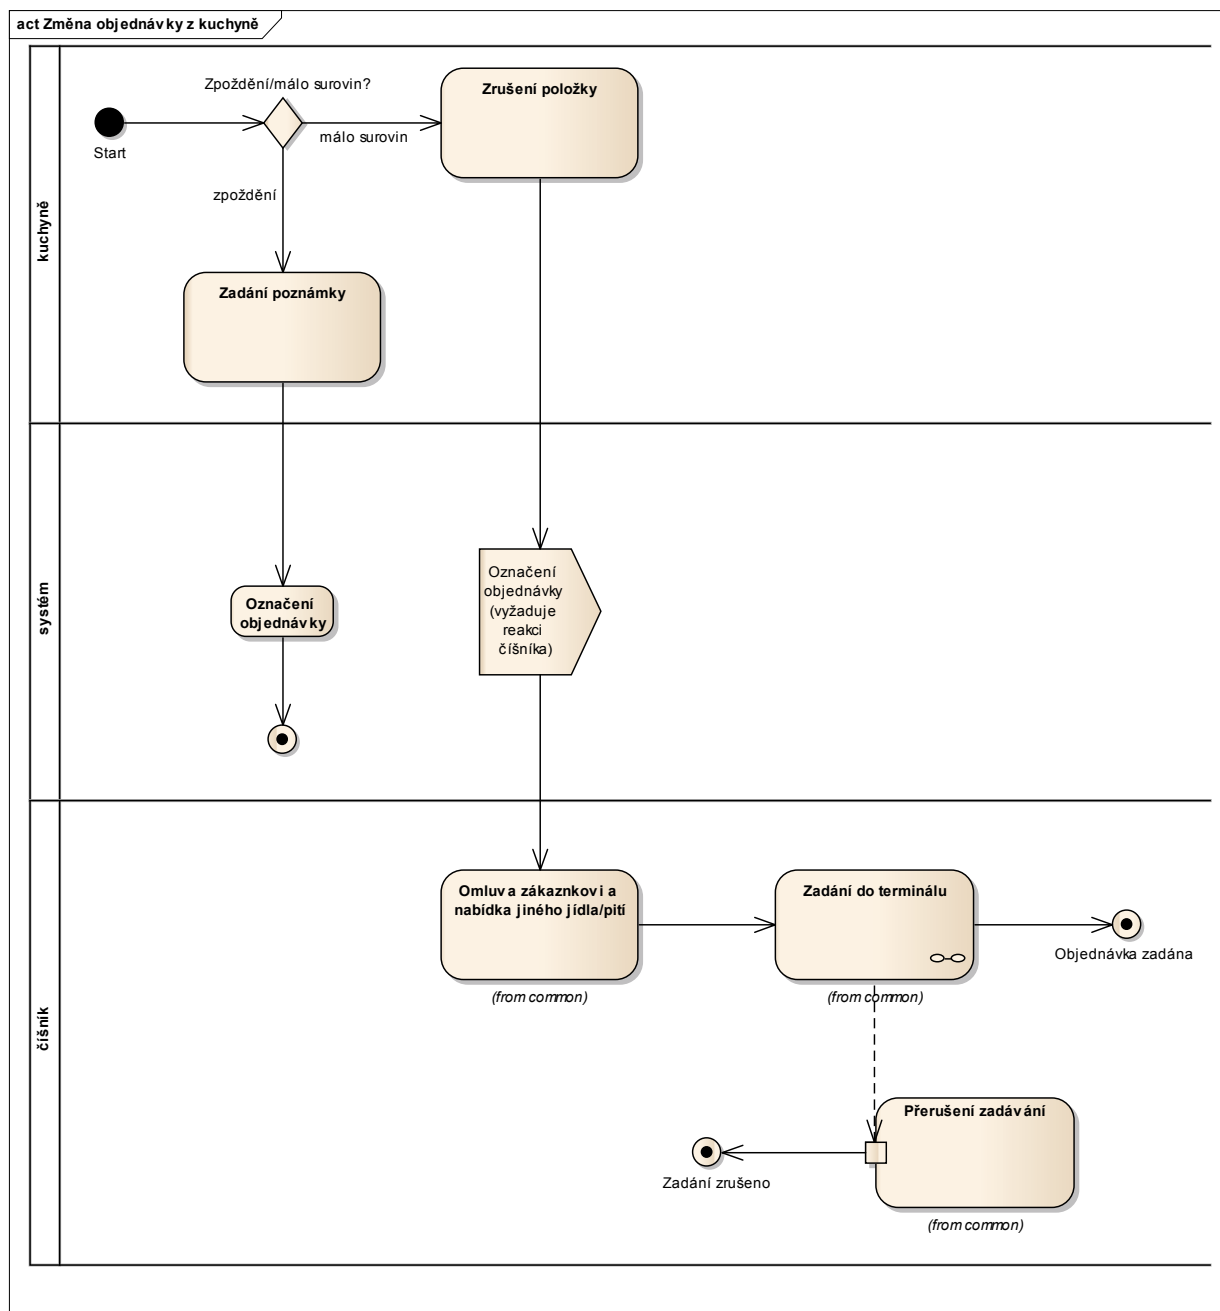 act Změna objednávky z kuchyně
kuchyně
Zpoždění/málo surovin?
Start
málo surovin
Zrušení položky
zpoždění
Zadání poznámky
systém
Označení
objednávky
Označení
objednávky
(vyžaduje
reakci
číšníka)
číšník
Omluva zákaznkovi a
nabídka jiného jídla/pití
(from common)
Zadání do terminálu
(from common)
Objednávka zadána
Přerušení zadávání
(from common)
Zadání zrušeno